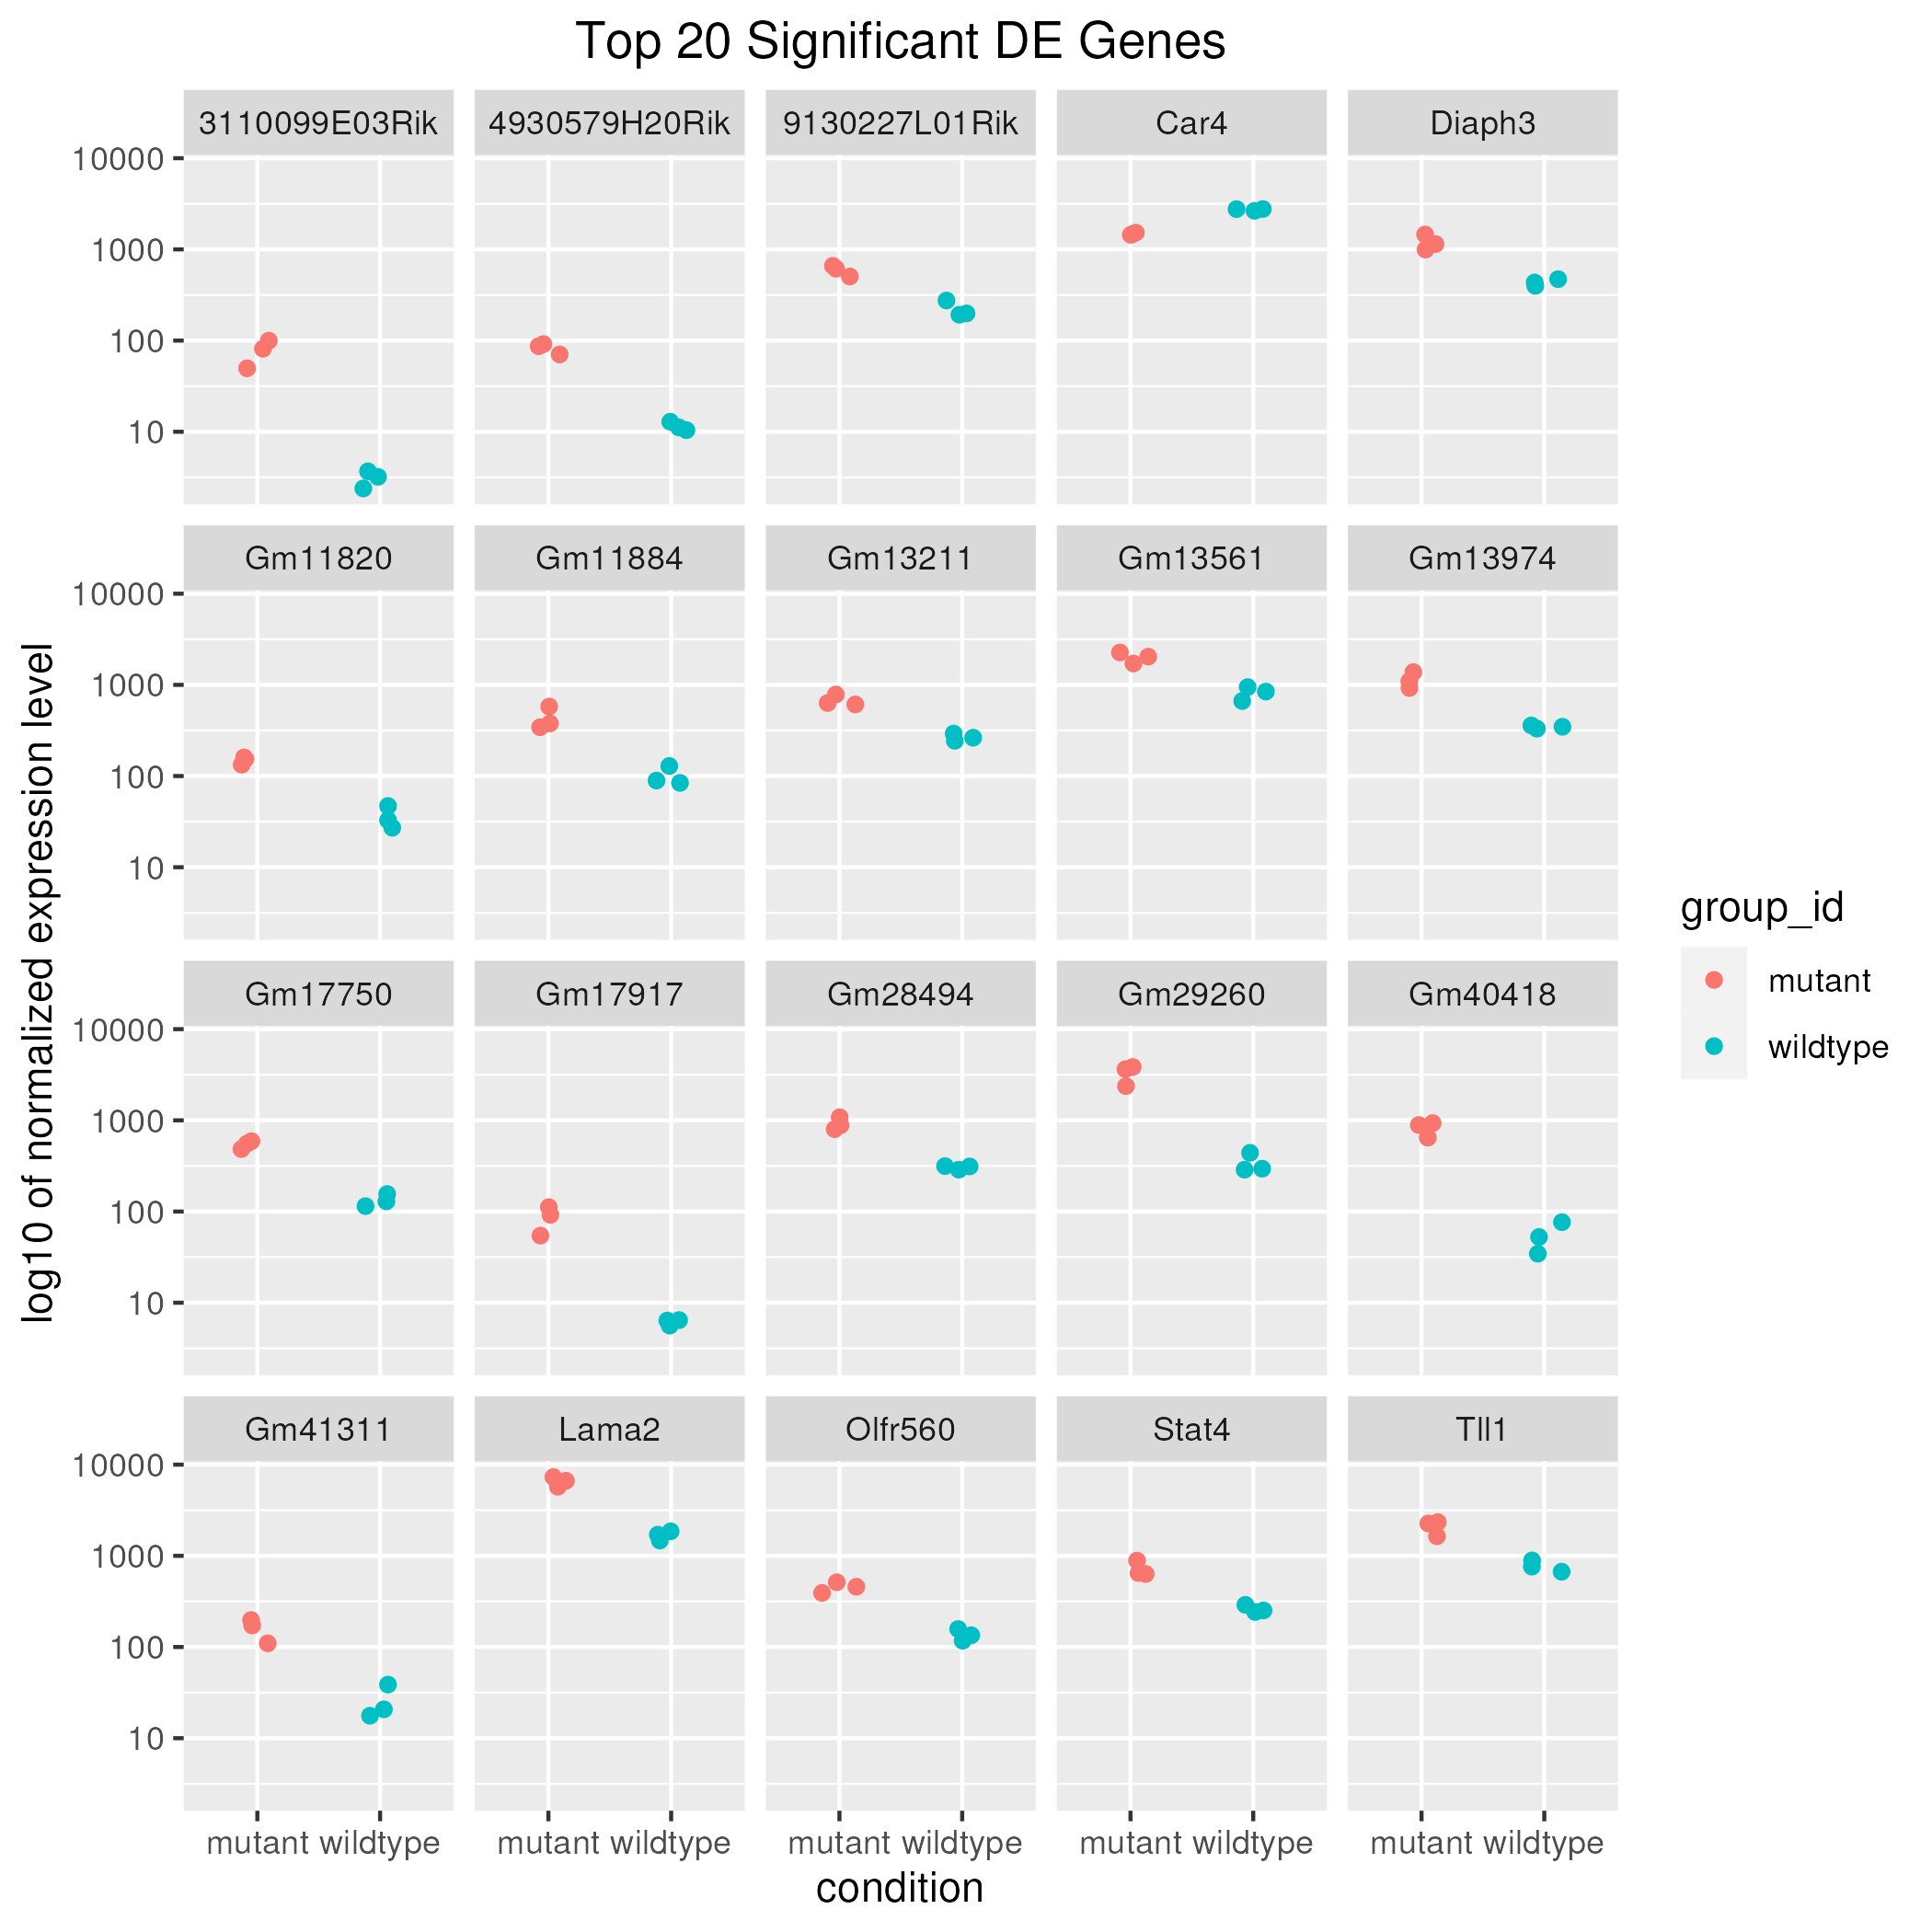 Top 20 Significant DE Genes
3110099E03Rik 4930579H20Rik 9130227L01Rik Car4 Diaph3
10000
1000
100
10
Gm11820 Gm11884 Gm13211 Gm13561 Gm13974
10000
1000
100
10
Gm17750 Gm17917 Gm28494 Gm29260 Gm40418
10000
1000
100
10
Gm41311 Lama2 Olfr560 Stat4 Tll1
10000
1000
100
10
mutant wildtype mutant wildtype mutant wildtype mutant wildtype mutant wildtype
condition
log10 of normalized expression level
group_id
mutant
wildtype